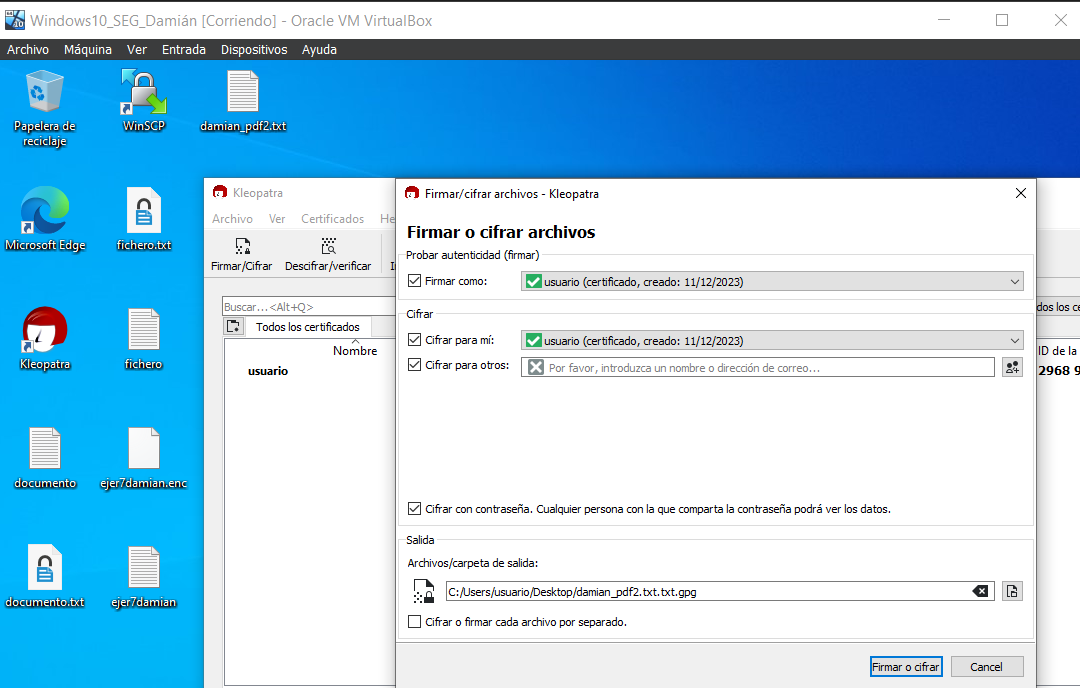 Windows10_SEG_Damián [Corriendo] - Oracle VM VirtualBox
Archivo Máquina Ver Entrada Dispositivos Ayuda
Papelera de
reciclaje
WinSCP
damian_pdf2.txt
Microsoft Edge
fichero.txt
Kleopatra
fichero
documento
ejer7damian.enc
documento.txt
ejer7damian
Kleopatra
Archivo Ver Certificados He
Firmar/Cifrar Descifrar/verificar
Buscar...<Alt+Q>
Todos los certificados
Nombre
usuario
dos los ce
ID de la
2968 9
Firmar/cifrar archivos - Kleopatra
Firmar o cifrar archivos
Probar autenticidad (firmar)
Firmar como: usuario (certificado, creado: 11/12/2023)
Cifrar
Cifrar para mí: usuario (certificado, creado: 11/12/2023)
Cifrar para otros: Por favor, introduzca un nombre o dirección de correo...
Cifrar con contraseña. Cualquier persona con la que comparta la contraseña podrá ver los datos.
Salida
Archivos/carpeta de salida:
C:/Users/usuario/Desktop/damian_pdf2.txt.txt.gpg
Cifrar o firmar cada archivo por separado.
Firmar o cifrar Cancel